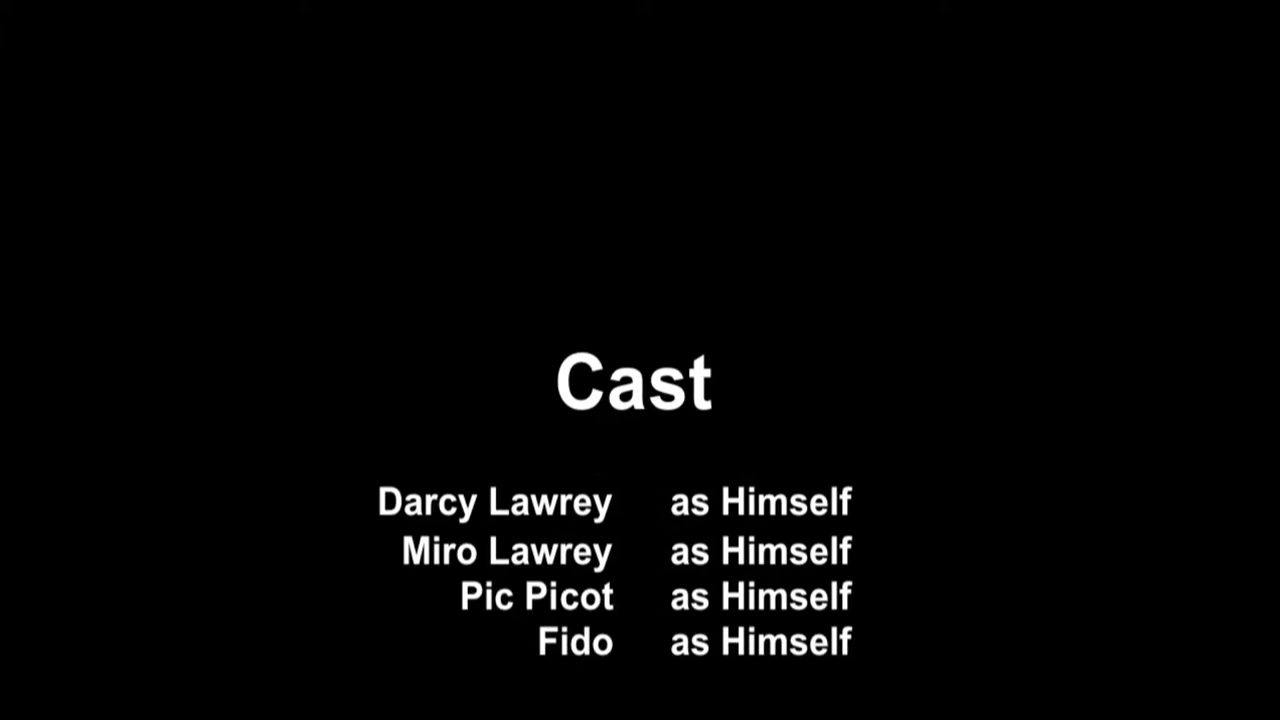 Cast
Darcy Lawrey as Himself
Miro Lawrey as Himself
Pic Picot as Himself
Fido as Himself